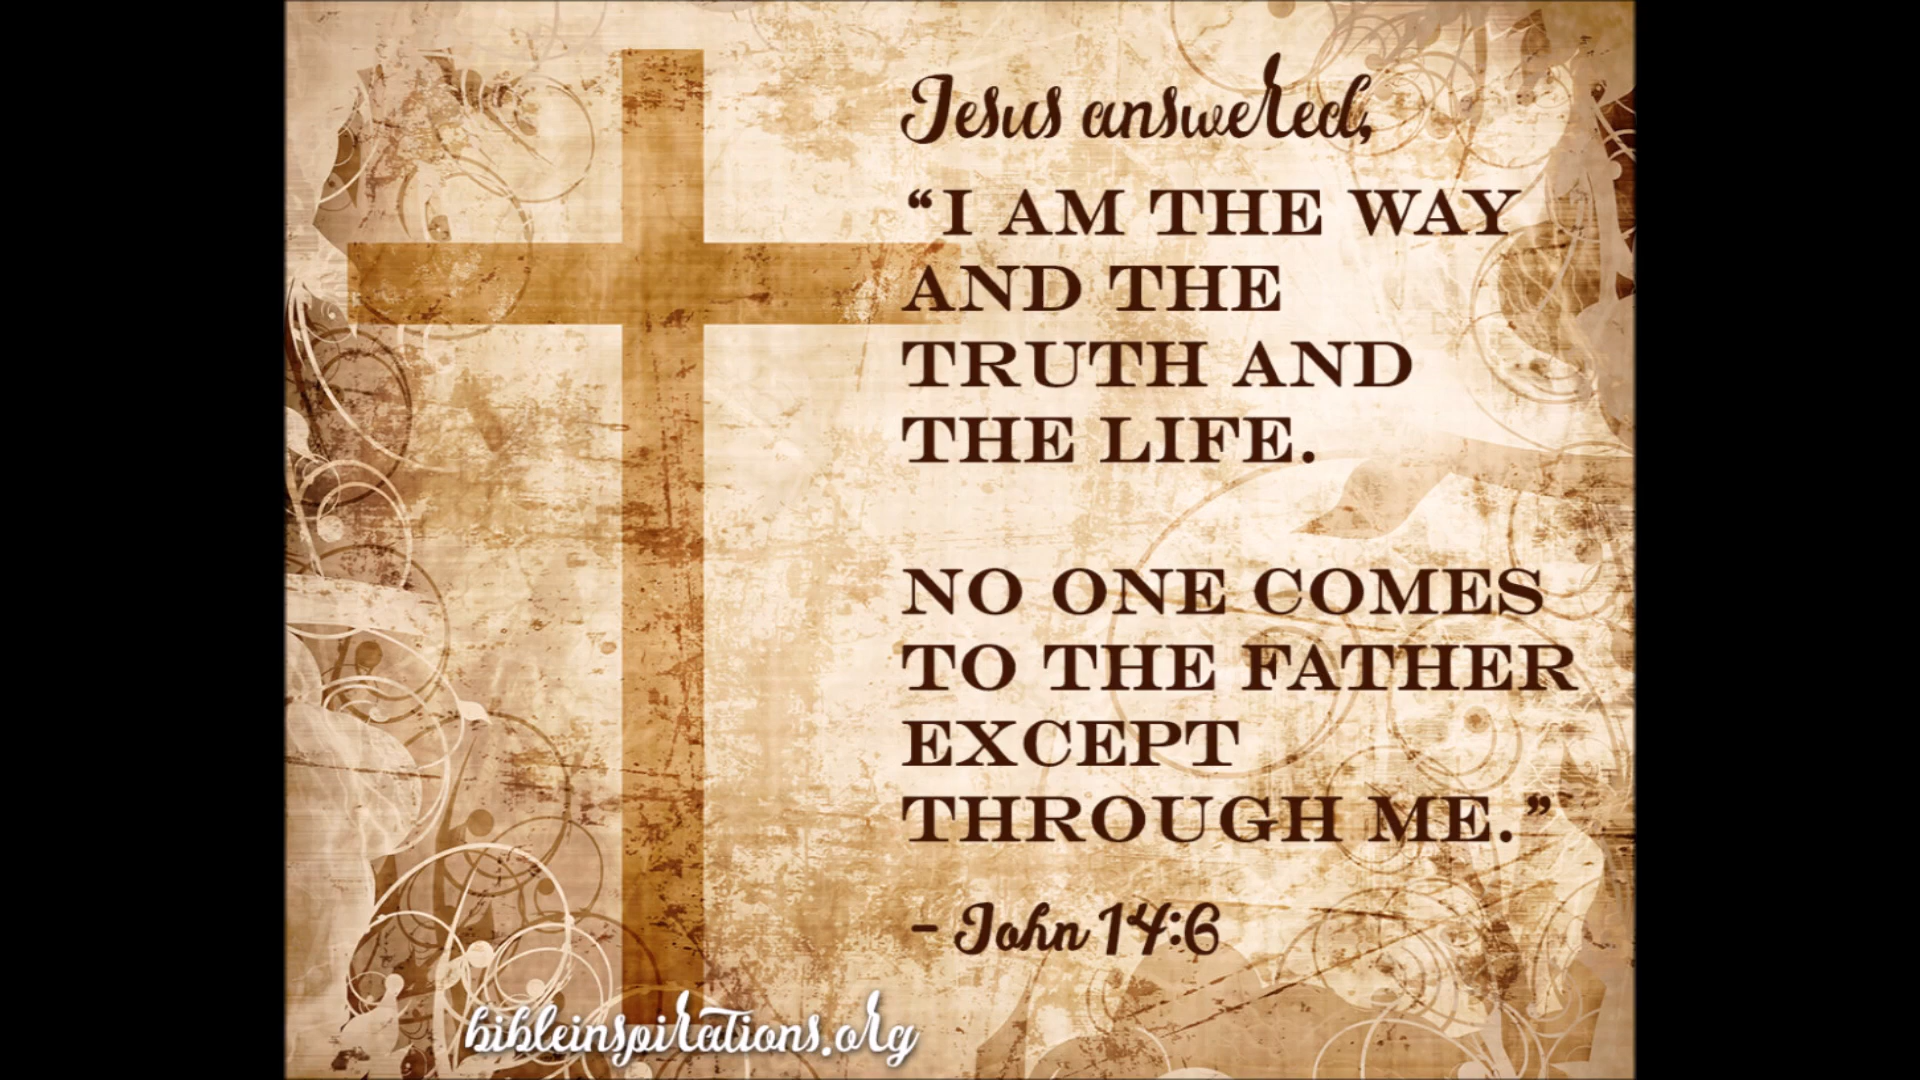 Jesus answered,
“I AM THE WAY
AND THE
TRUTH AND
THE LIFE.
NO ONE COMES
TO THE FATHER
EXCEPT
THROUGH ME.”
- John 14:6
bibleinspirations.org